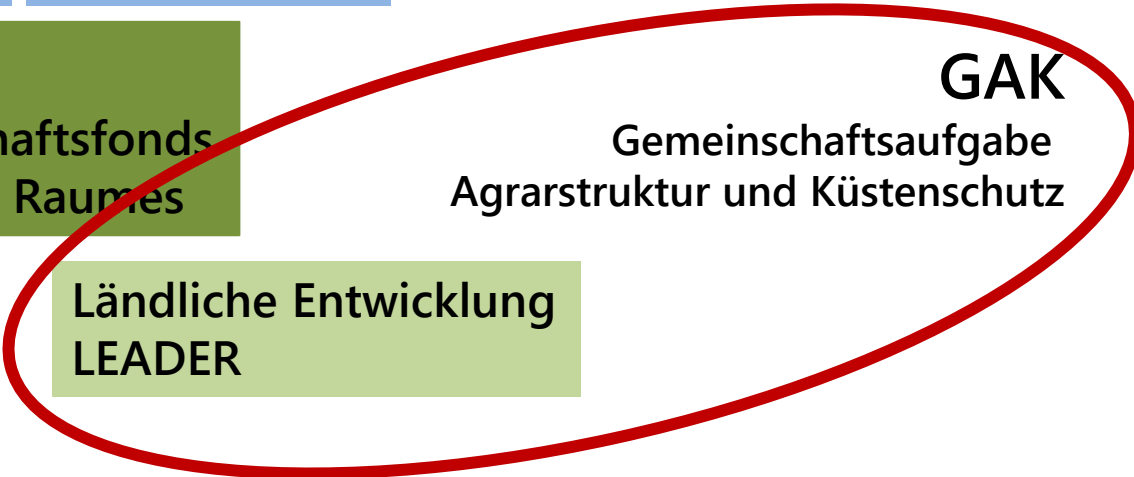 haftsfonds
Raumes
GAK
Gemeinschaftsaufgabe
Agrarstruktur und Küstenschutz
Ländliche Entwicklung
LEADER